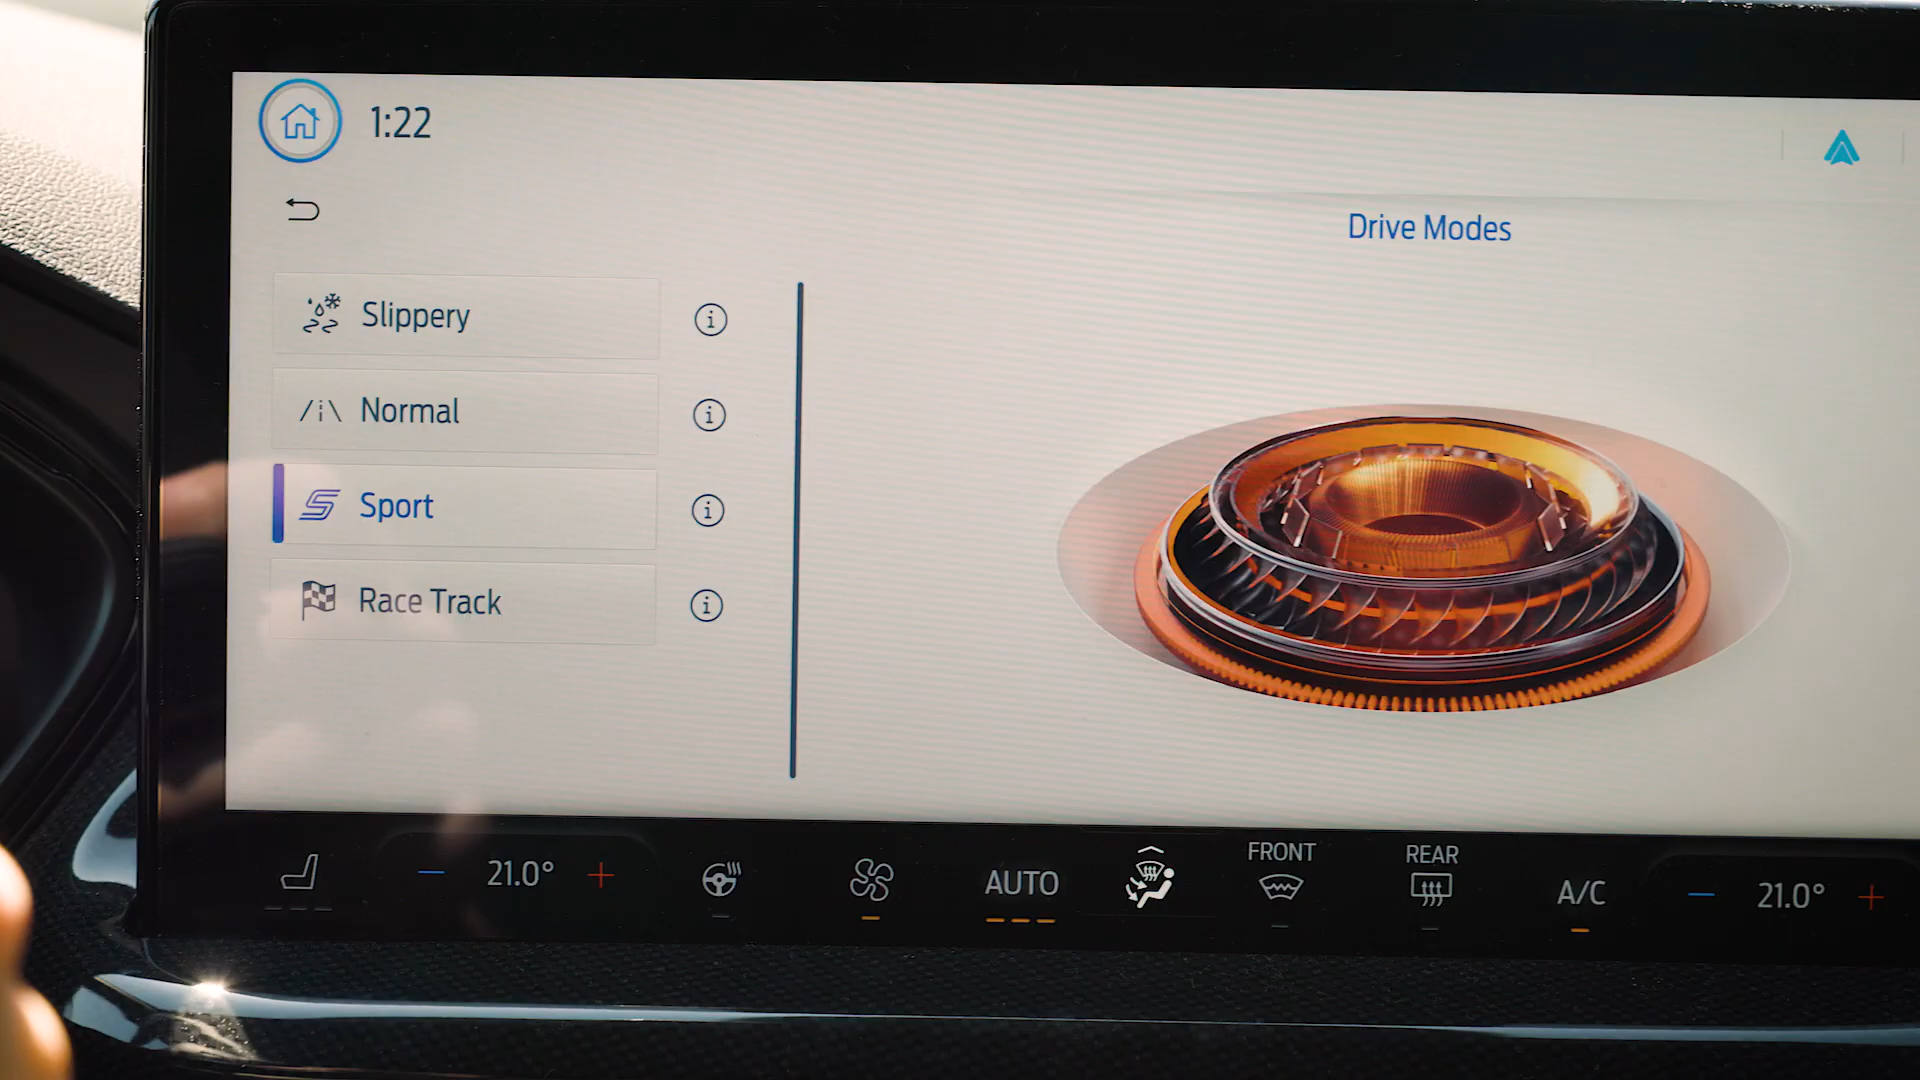 1:22
Drive Modes
Slippery
Normal
Sport
Race Track
21.0°
AUTO
FRONT
REAR
A/C
21.0°